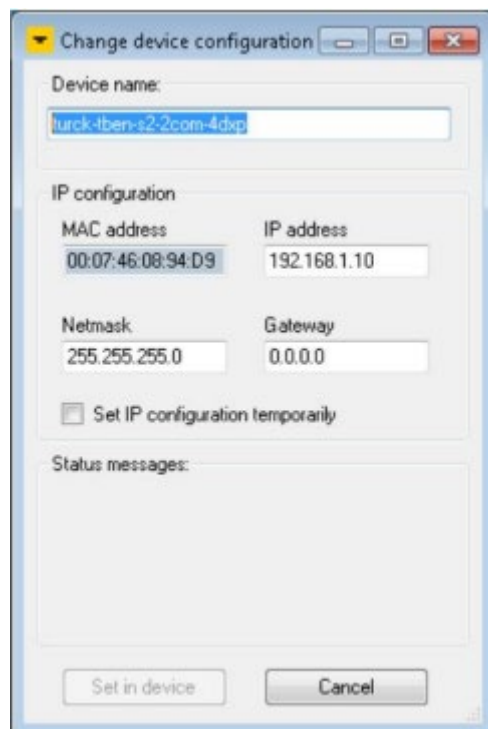 Change device configuration
Device name:
turck-tben-s2-2com-4dxp
IP configuration
MAC address IP address
00:07:46:08:94:D9 192.168.1.10
Netmask Gateway
255.255.255.0 0.0.0.0
Set IP configuration temporarily
Status messages:
Set in device Cancel